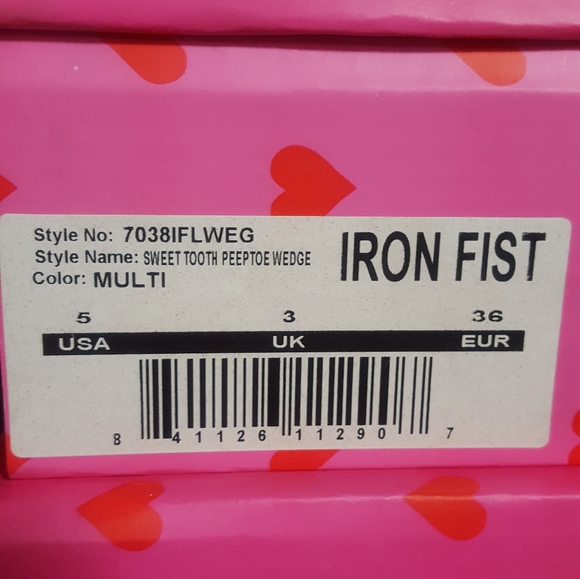 Style No: 7038IFLWEG
Style Name: SWEET TOOTH PEEPTOE WEDGE
Color: MULTI
IRON FIST
5 3 36
USA UK EUR
8 41126 11290 7